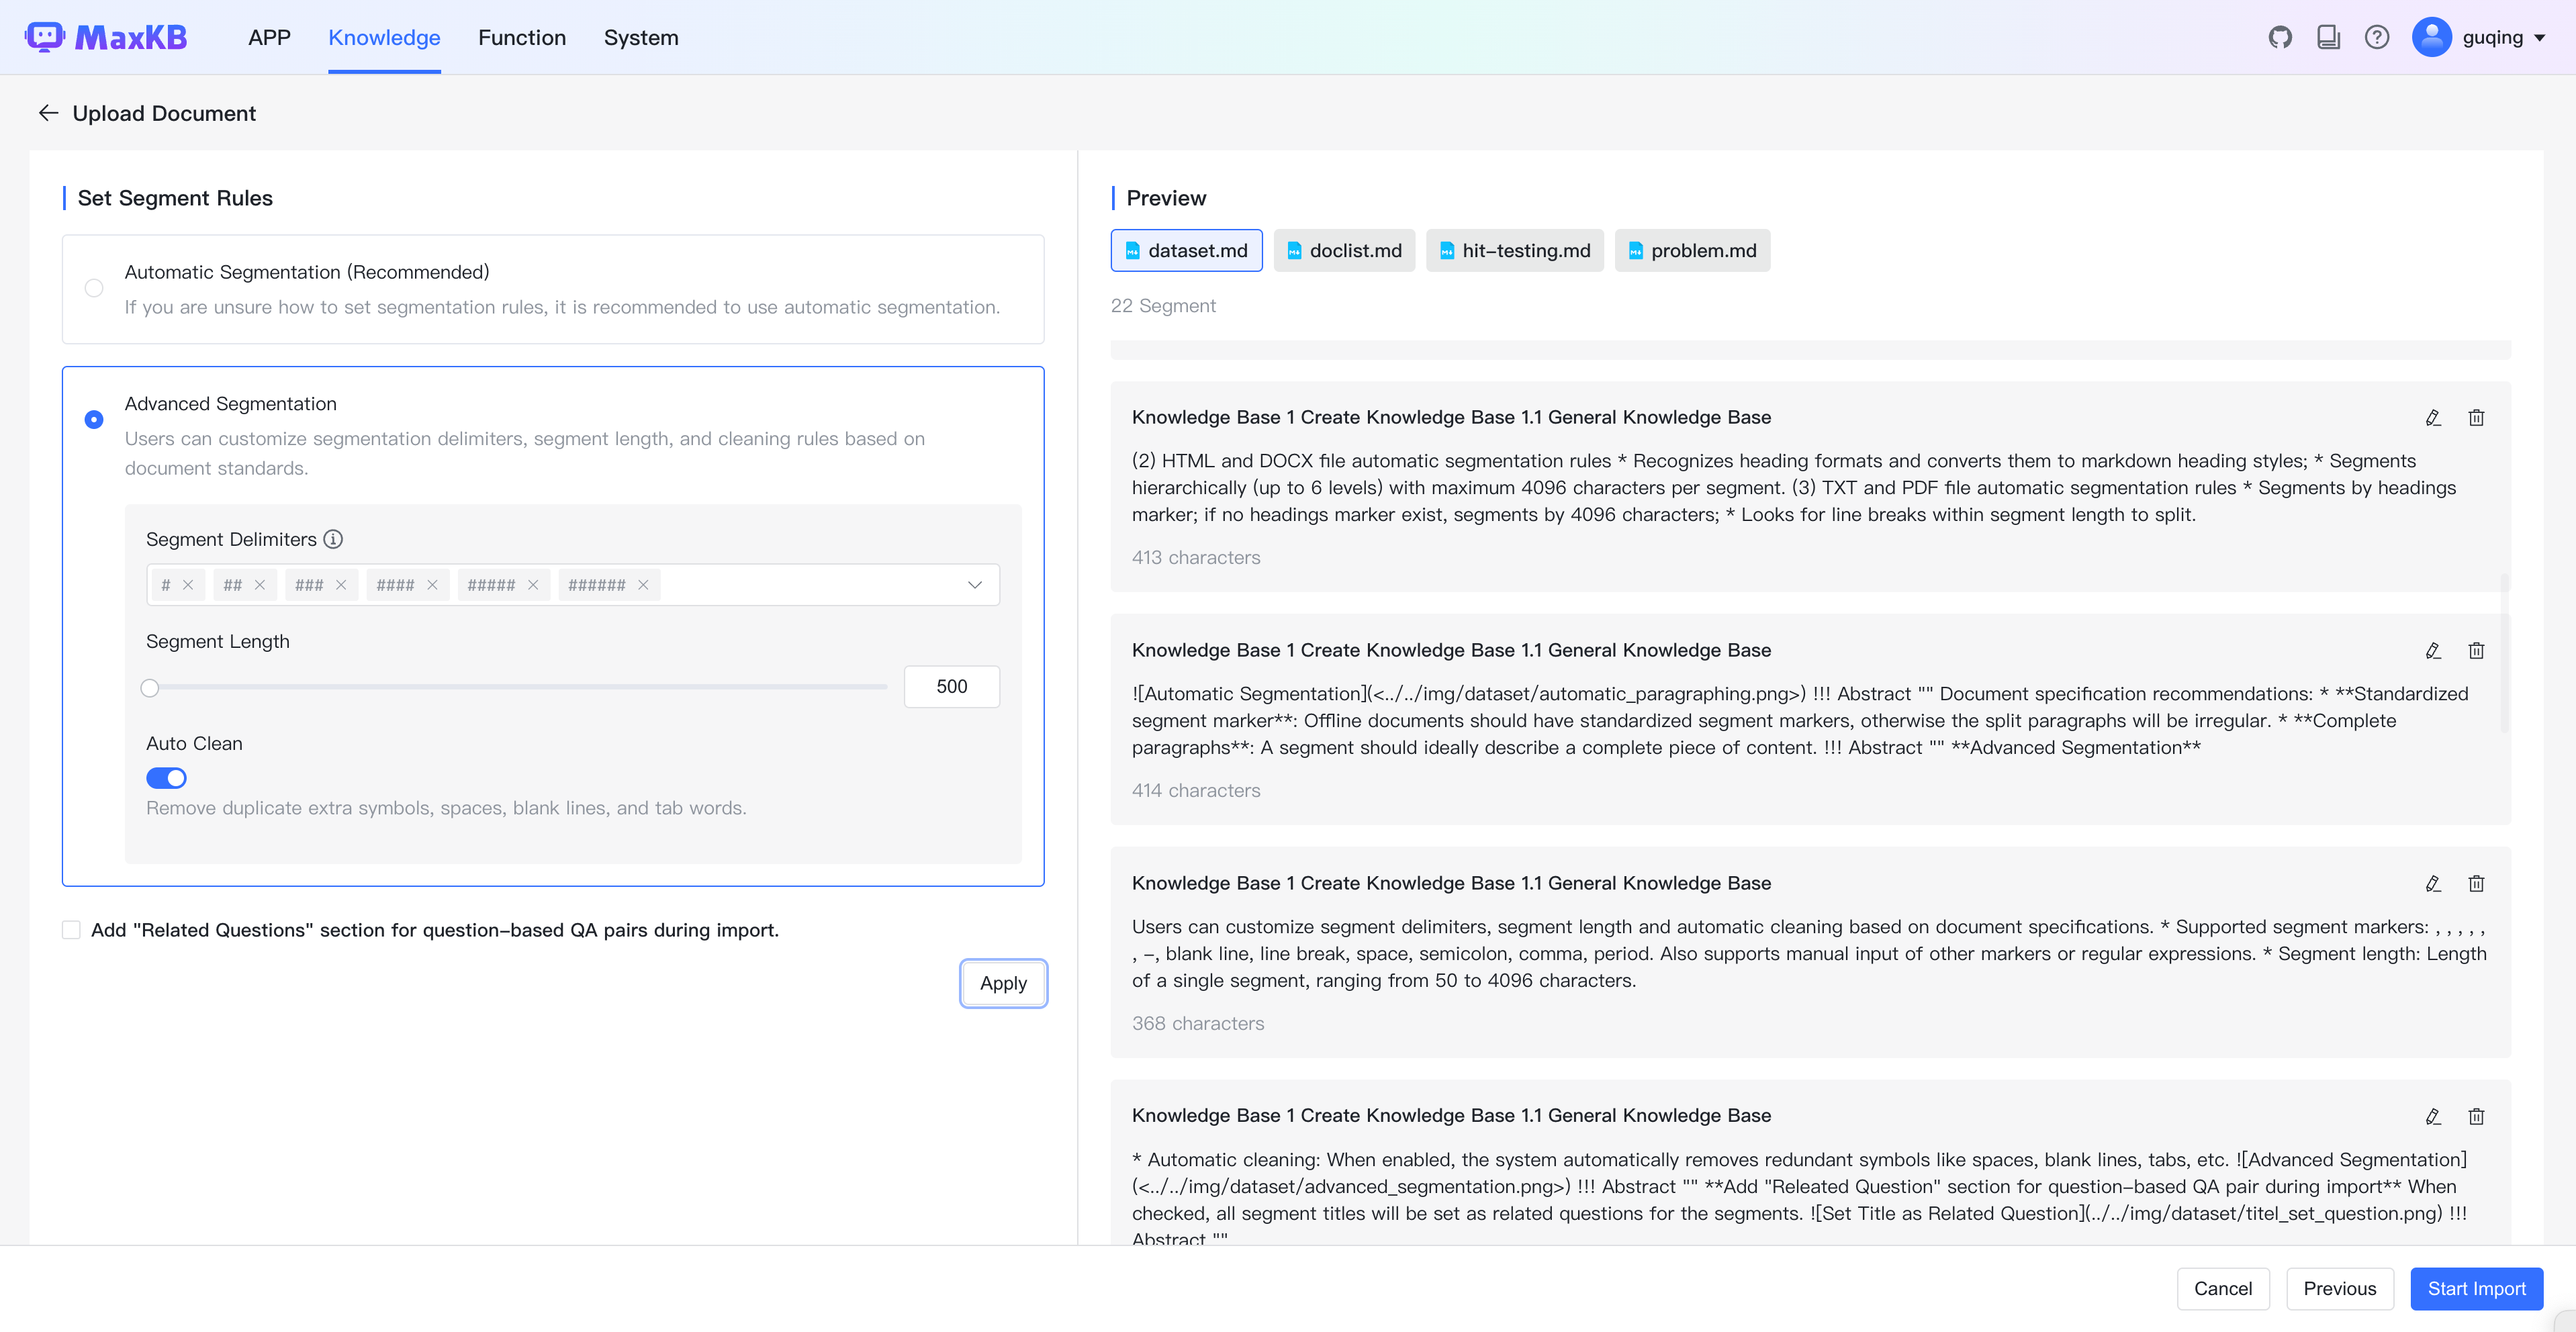 MaxKB
APP
Knowledge
Function
System
guqing
Upload Document
Set Segment Rules
Automatic Segmentation (Recommended)
If you are unsure how to set segmentation rules, it is recommended to use automatic segmentation.
Advanced Segmentation
Users can customize segmentation delimiters, segment length, and cleaning rules based on
document standards.
Segment Delimiters
# ## ### #### ##### ######
Segment Length
500
Auto Clean
Remove duplicate extra symbols, spaces, blank lines, and tab words.
Add "Related Questions" section for question-based QA pairs during import.
Apply
Preview
dataset.md
doclist.md
hit-testing.md
problem.md
22 Segment
Knowledge Base 1 Create Knowledge Base 1.1 General Knowledge Base
(2) HTML and DOCX file automatic segmentation rules * Recognizes heading formats and converts them to markdown heading styles; * Segments
hierarchically (up to 6 levels) with maximum 4096 characters per segment. (3) TXT and PDF file automatic segmentation rules * Segments by headings
marker; if no headings marker exist, segments by 4096 characters; * Looks for line breaks within segment length to split.
413 characters
Knowledge Base 1 Create Knowledge Base 1.1 General Knowledge Base
![Automatic Segmentation](<../../img/dataset/automatic_paragraphing.png>) !!! Abstract "" Document specification recommendations: * **Standardized
segment marker**: Offline documents should have standardized segment markers, otherwise the split paragraphs will be irregular. * **Complete
paragraphs**: A segment should ideally describe a complete piece of content. !!! Abstract "" **Advanced Segmentation**
414 characters
Knowledge Base 1 Create Knowledge Base 1.1 General Knowledge Base
Users can customize segment delimiters, segment length and automatic cleaning based on document specifications. * Supported segment markers: , , , , ,
, -, blank line, line break, space, semicolon, comma, period. Also supports manual input of other markers or regular expressions. * Segment length: Length
of a single segment, ranging from 50 to 4096 characters.
368 characters
Knowledge Base 1 Create Knowledge Base 1.1 General Knowledge Base
* Automatic cleaning: When enabled, the system automatically removes redundant symbols like spaces, blank lines, tabs, etc. ![Advanced Segmentation]
(<../../img/dataset/advanced_segmentation.png>) !!! Abstract "" **Add "Releated Question" section for question-based QA pair during import** When
checked, all segment titles will be set as related questions for the segments. ![Set Title as Related Question](../../img/dataset/titel_set_question.png) !!!
Abstract ""
Cancel
Previous
Start Import